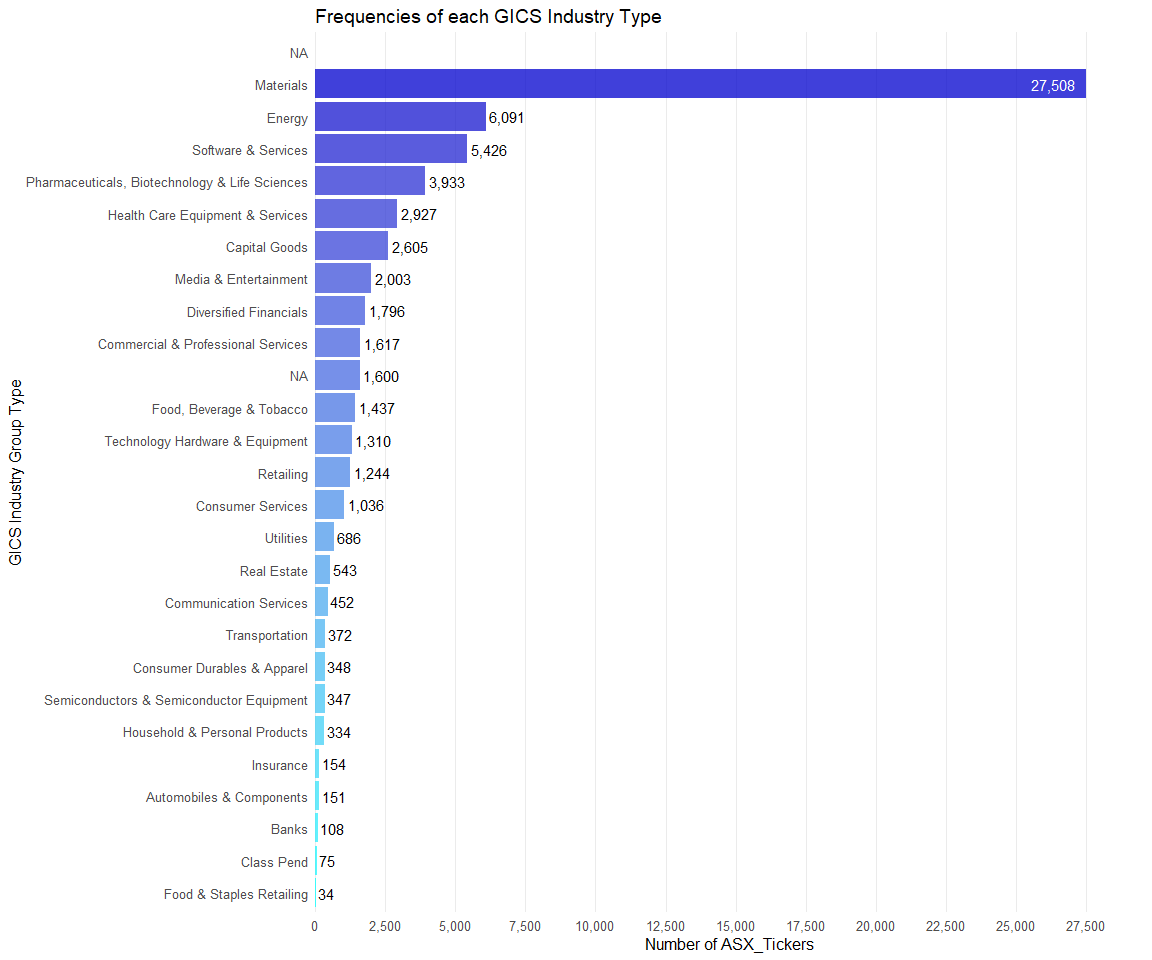 Frequencies of each GICS Industry Type
GICS Industry Group Type
NA
Materials 27,508
Energy 6,091
Software & Services 5,426
Pharmaceuticals, Biotechnology & Life Sciences 3,933
Health Care Equipment & Services 2,927
Capital Goods 2,605
Media & Entertainment 2,003
Diversified Financials 1,796
Commercial & Professional Services 1,617
NA 1,600
Food, Beverage & Tobacco 1,437
Technology Hardware & Equipment 1,310
Retailing 1,244
Consumer Services 1,036
Utilities 686
Real Estate 543
Communication Services 452
Transportation 372
Consumer Durables & Apparel 348
Semiconductors & Semiconductor Equipment 347
Household & Personal Products 334
Insurance 154
Automobiles & Components 151
Banks 108
Class Pend 75
Food & Staples Retailing 34
0 2,500 5,000 7,500 10,000 12,500 15,000 17,500 20,000 22,500 25,000 27,500
Number of ASX_Tickers